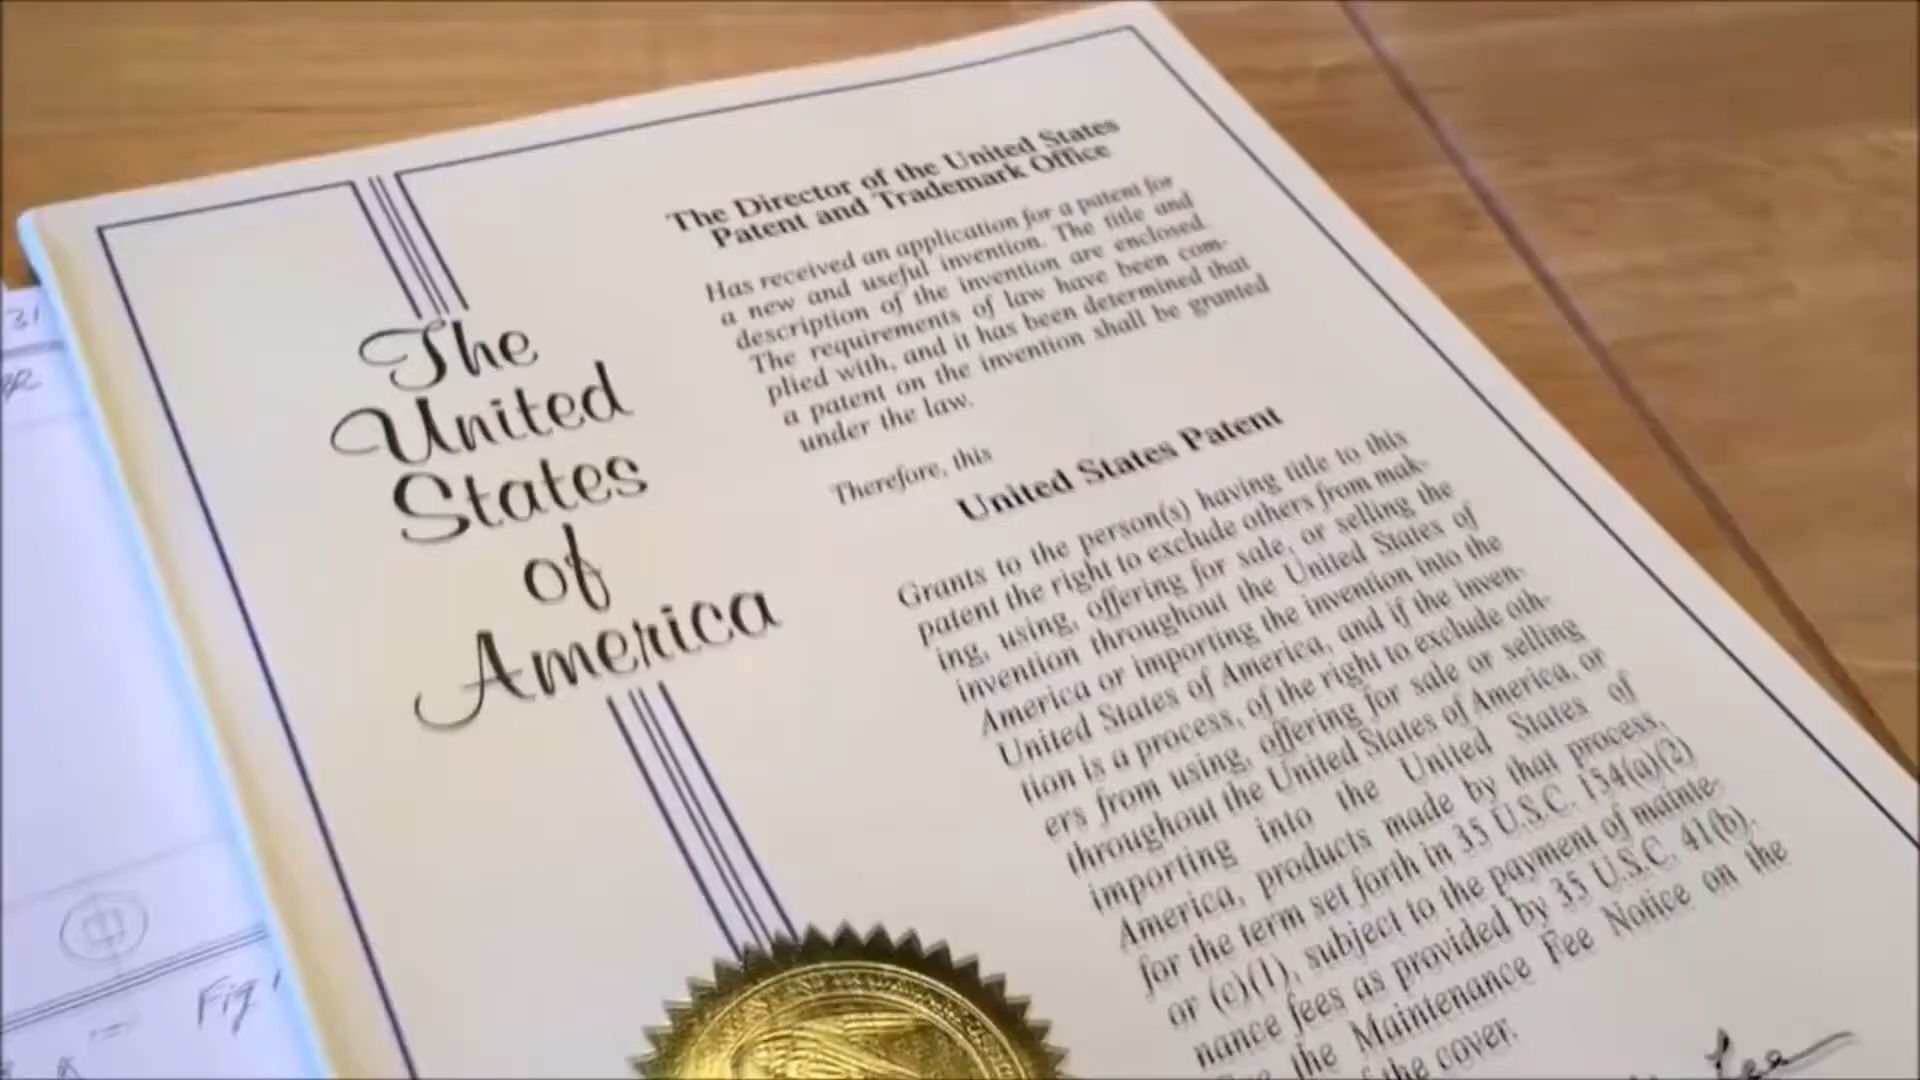 The Director of the United States
Patent and Trademark Office
Has received an application for a patent for
a new and useful invention. The title and
description of the invention are enclosed.
The requirements of law have been com-
plied with, and it has been determined that
a patent on the invention shall be granted
under the law.
Therefore, this
United States Patent
Grants to the person(s) having title to this
patent the right to exclude others from mak-
ing, using, offering for sale, or selling the
invention throughout the United States of
America or importing the invention into the
United States of America, and if the inven-
tion is a process, of the right to exclude oth-
ers from using, offering for sale or selling
throughout the United States of America, or
importing into the United States of
America, products made by that process,
for the term set forth in 35 U.S.C. 154(a)(2)
or (c)(1), subject to the payment of mainte-
nance fees as provided by 35 U.S.C. 41(b).
the Maintenance Fee Notice on the
the cover.
Lee
The
United
States
of
America
31
Fig 1